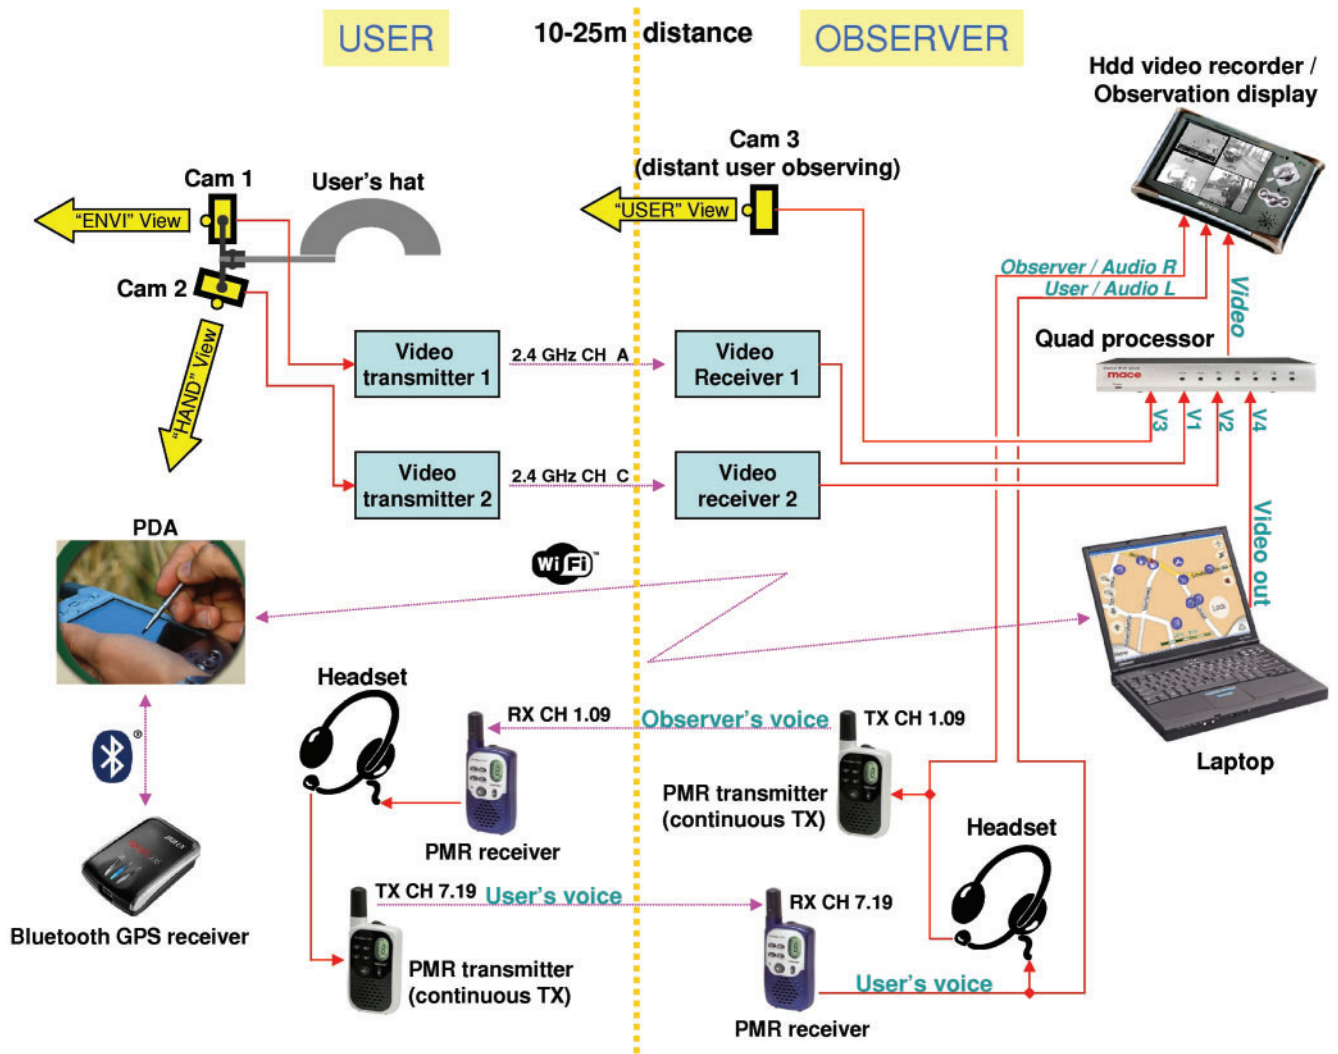 USER
10-25m distance
OBSERVER
Hdd video recorder /
Observation display
Cam 3
(distant user observing)
Cam 1
User's hat
"ENVI" View
"USER" View
Cam 2
"HAND" View
Observer / Audio R
User / Audio L
Video
Quad processor
mace
Video
transmitter 1
2.4 GHz CH A
Video
Receiver 1
V3
V1
V2
V4
Video
transmitter 2
2.4 GHz CH C
Video
receiver 2
Video out
PDA
WiFi™
Lock
Headset
RX CH 1.09
Observer's voice
TX CH 1.09
®
Laptop
PMR transmitter
(continuous TX)
Headset
PMR receiver
TX CH 7.19
User's voice
RX CH 7.19
Bluetooth GPS receiver
PMR transmitter
(continuous TX)
User's voice
PMR receiver